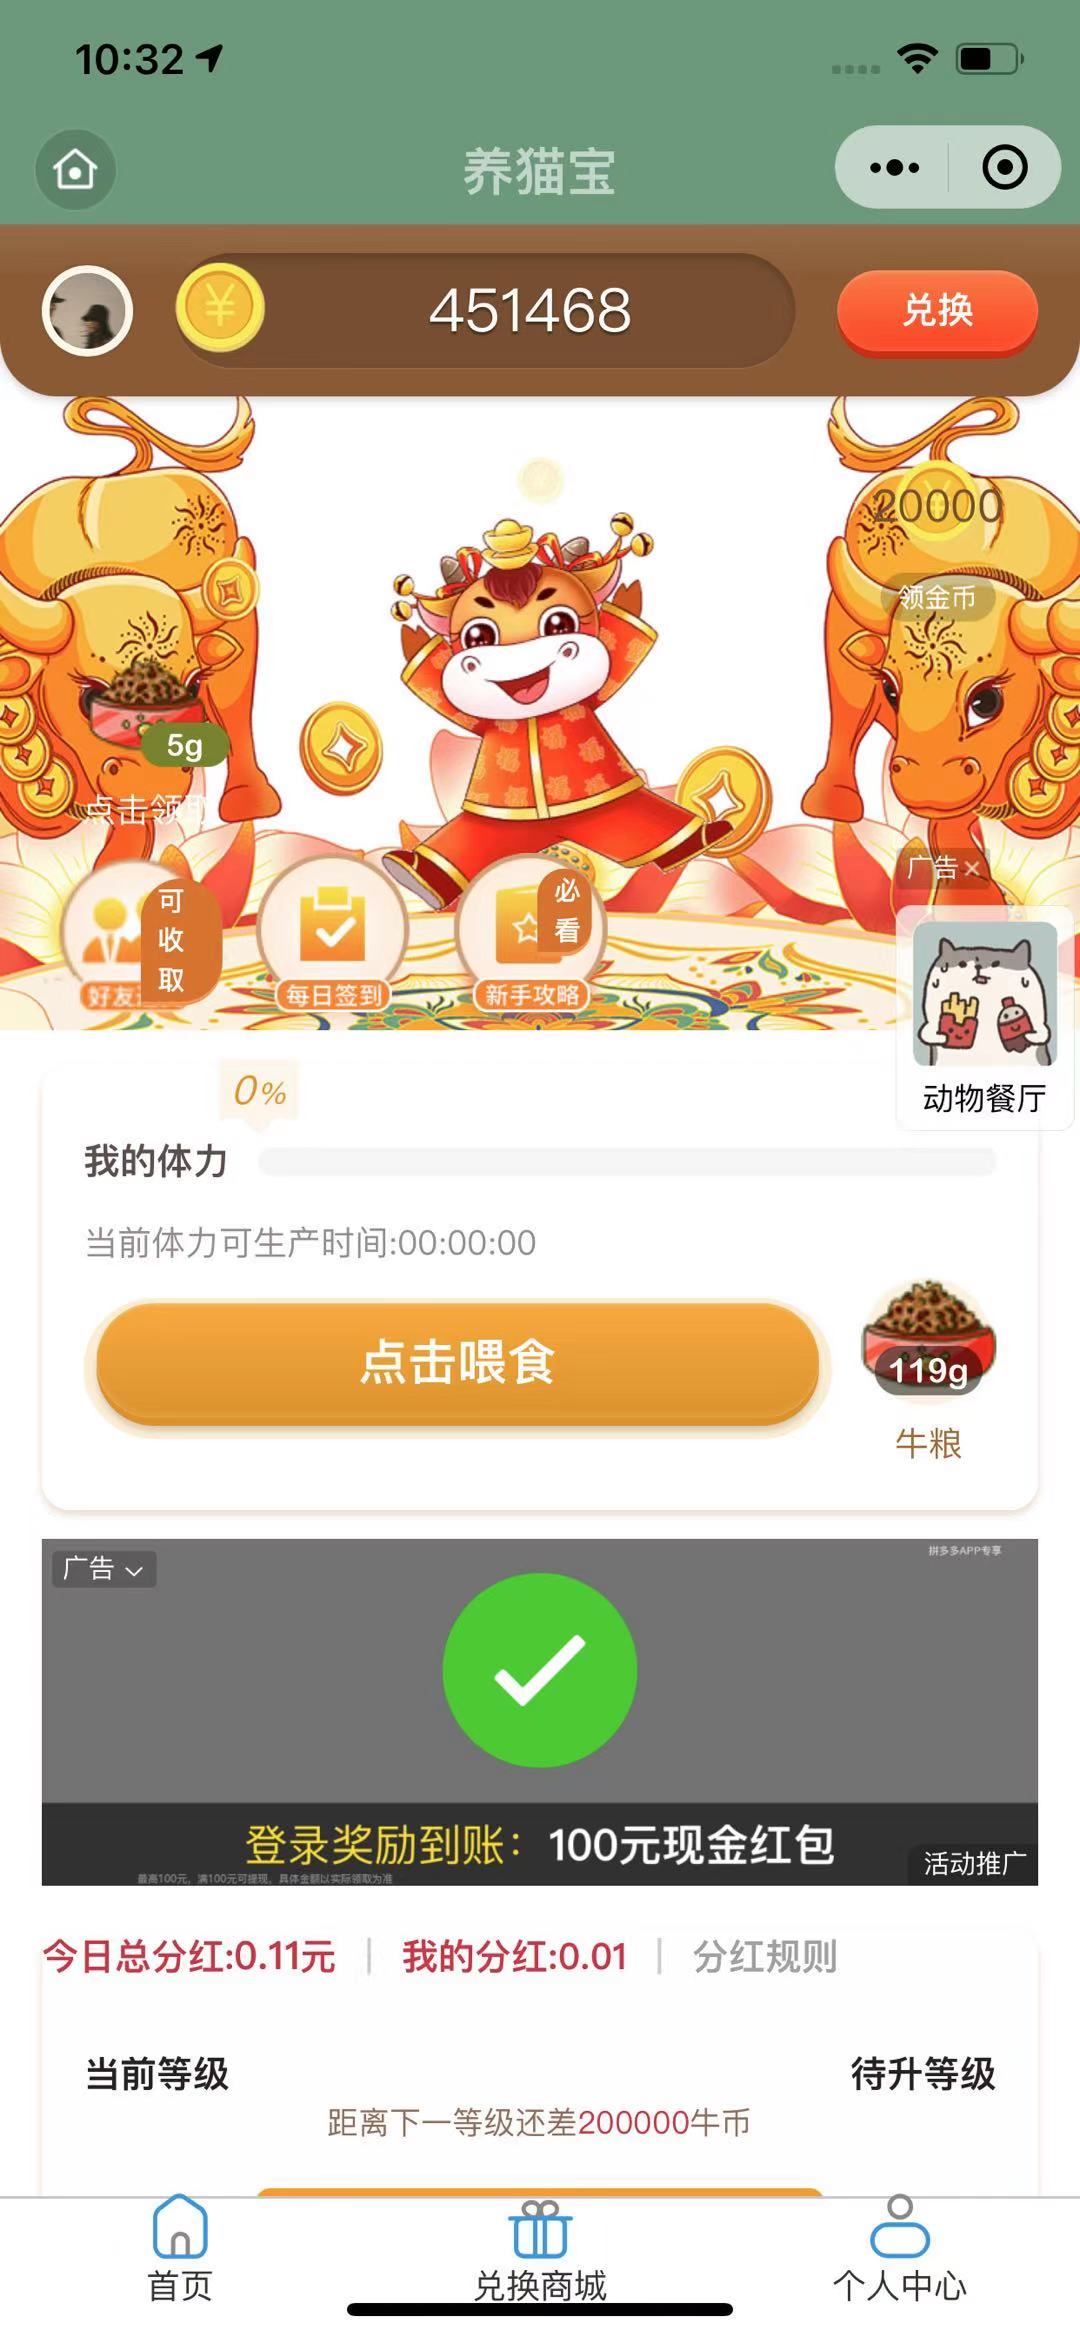 10:32
养猫宝
451468
兑换
20000
领金币
5g
点击领取
广告×
可收取
必看
好友
每日签到
新手攻略
动物餐厅
0%
我的体力
当前体力可生产时间:00:00:00
点击喂食
119g
牛粮
广告
拼多多APP专享
登录奖励到账：100元现金红包
最高100元，满100元可提现，具体金额以实际领取为准
活动推广
今日总分红:0.11元 | 我的分红:0.01 | 分红规则
当前等级
待升等级
距离下一等级还差200000牛币
首页
兑换商城
个人中心